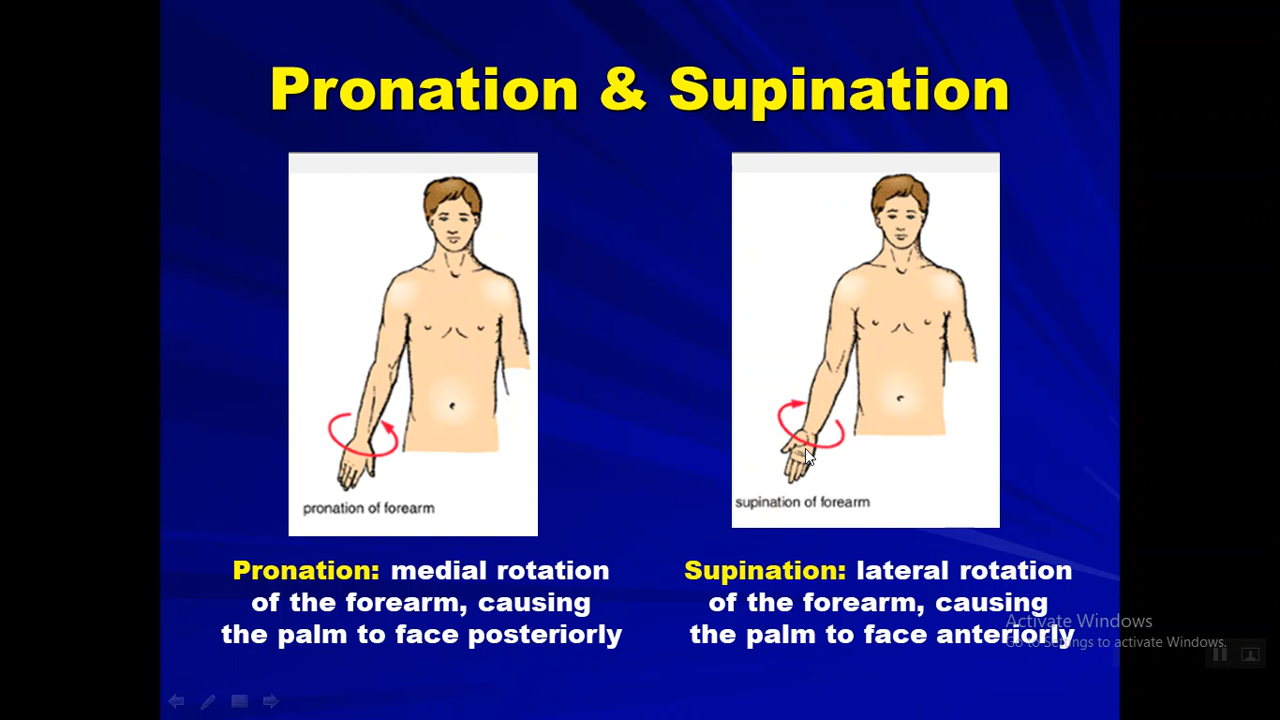 Pronation & Supination
pronation of forearm
supination of forearm
Pronation: medial rotation
of the forearm, causing
the palm to face posteriorly
Supination: lateral rotation
of the forearm, causing
the palm to face anteriorly
Activate Windows
Go to Settings to activate Windows.